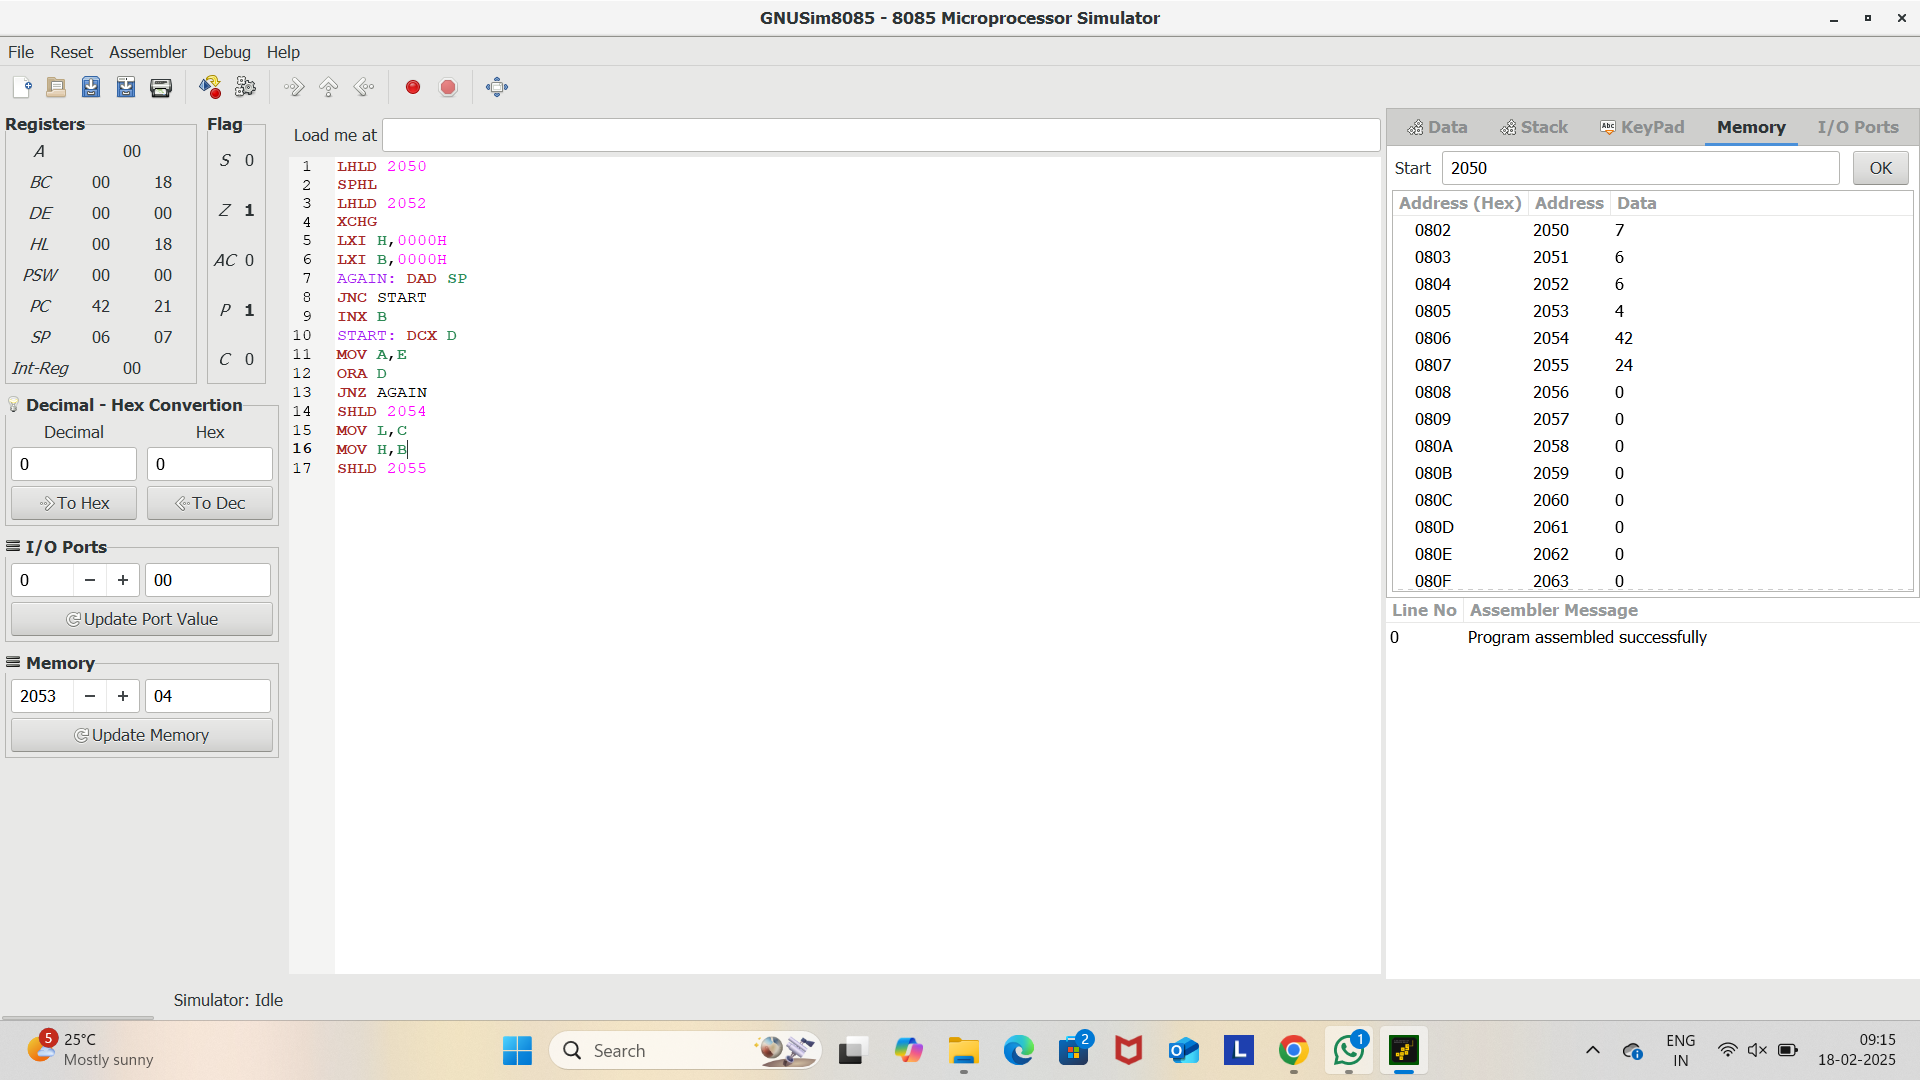 GNUSim8085 - 8085 Microprocessor Simulator
File Reset Assembler Debug Help
Registers
A 00
BC 00 18
DE 00 00
HL 00 18
PSW 00 00
PC 42 21
SP 06 07
Int-Reg 00
Flag
S 0
Z 1
AC 0
P 1
C 0
Decimal - Hex Convertion
Decimal Hex
0 0
To Hex To Dec
I/O Ports
0 − + 00
Update Port Value
Memory
2053 − + 04
Update Memory
Load me at
1 LHLD 2050
2 SPHL
3 LHLD 2052
4 XCHG
5 LXI H,0000H
6 LXI B,0000H
7 AGAIN: DAD SP
8 JNC START
9 INX B
10 START: DCX D
11 MOV A,E
12 ORA D
13 JNZ AGAIN
14 SHLD 2054
15 MOV L,C
16 MOV H,B
17 SHLD 2055
Data Stack Abc KeyPad Memory I/O Ports
Start 2050 OK
Address (Hex) Address Data
0802 2050 7
0803 2051 6
0804 2052 6
0805 2053 4
0806 2054 42
0807 2055 24
0808 2056 0
0809 2057 0
080A 2058 0
080B 2059 0
080C 2060 0
080D 2061 0
080E 2062 0
080F 2063 0
Line No Assembler Message
0 Program assembled successfully
Simulator: Idle
5 25°C
Mostly sunny
Search
2
L
1
ENG
IN
09:15
18-02-2025